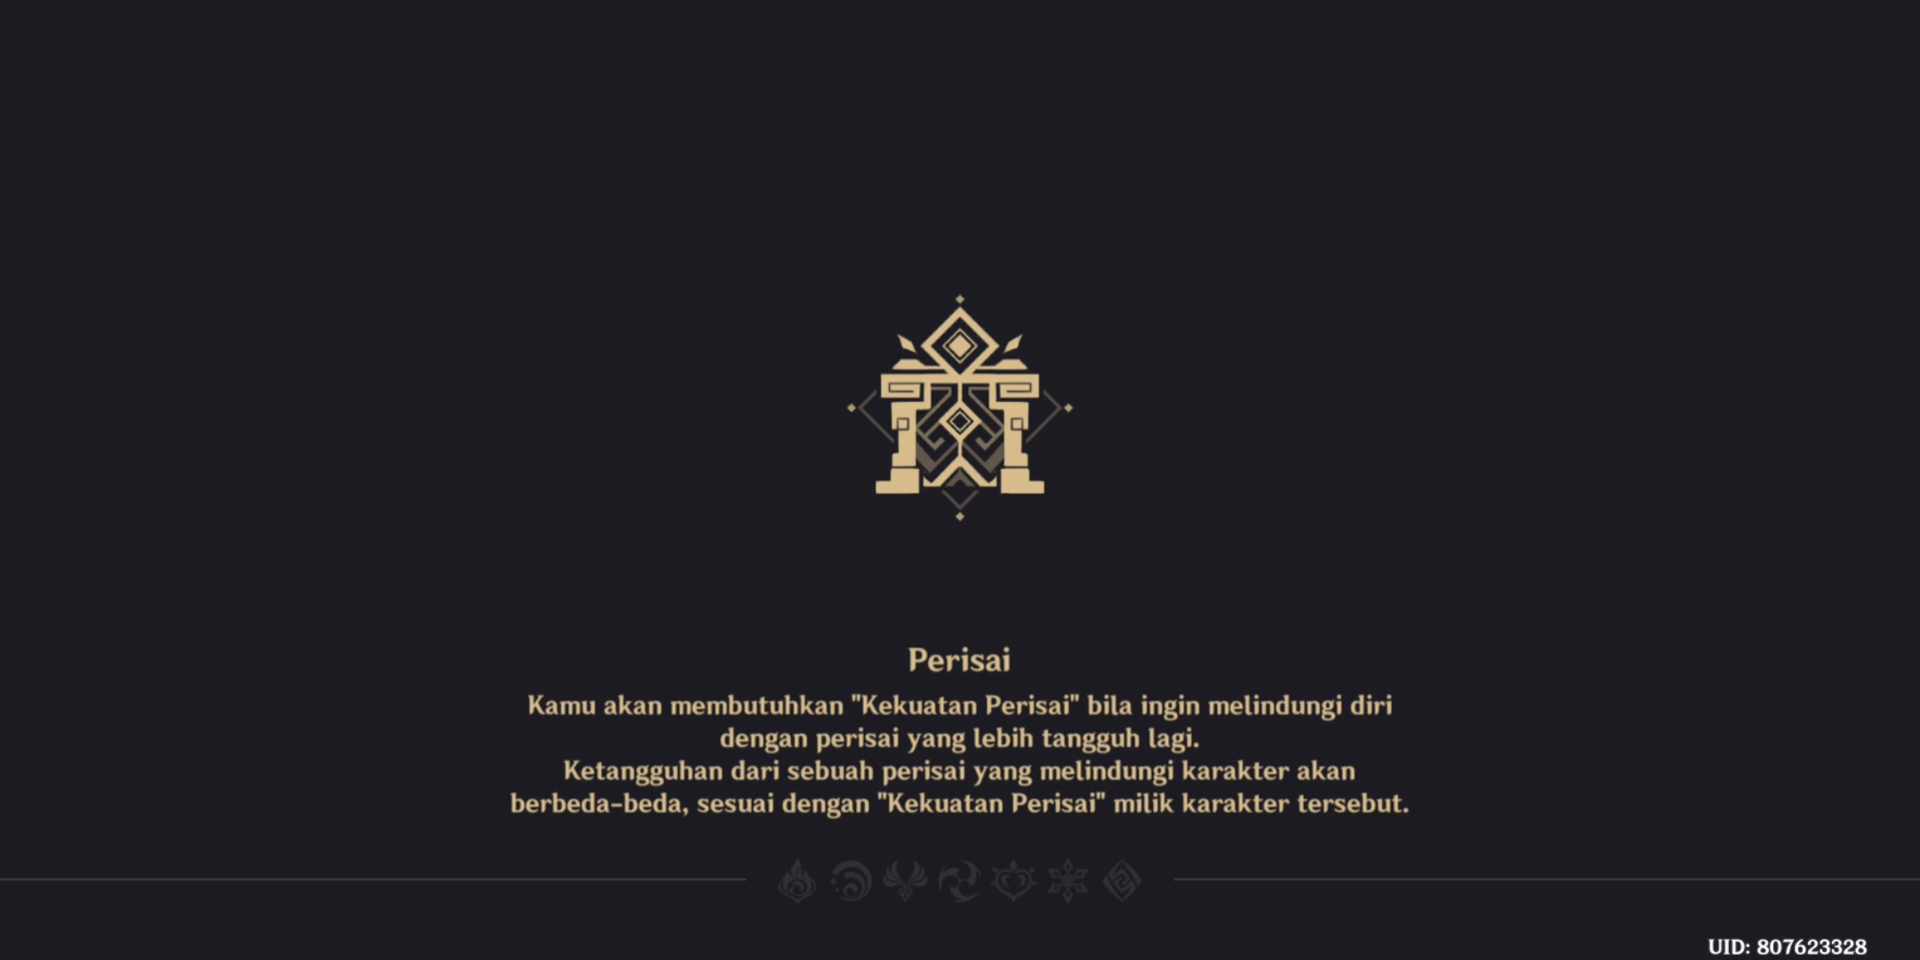 Perisai
Kamu akan membutuhkan "Kekuatan Perisai" bila ingin melindungi diri
dengan perisai yang lebih tangguh lagi.
Ketangguhan dari sebuah perisai yang melindungi karakter akan
berbeda-beda, sesuai dengan "Kekuatan Perisai" milik karakter tersebut.
UID: 807623328